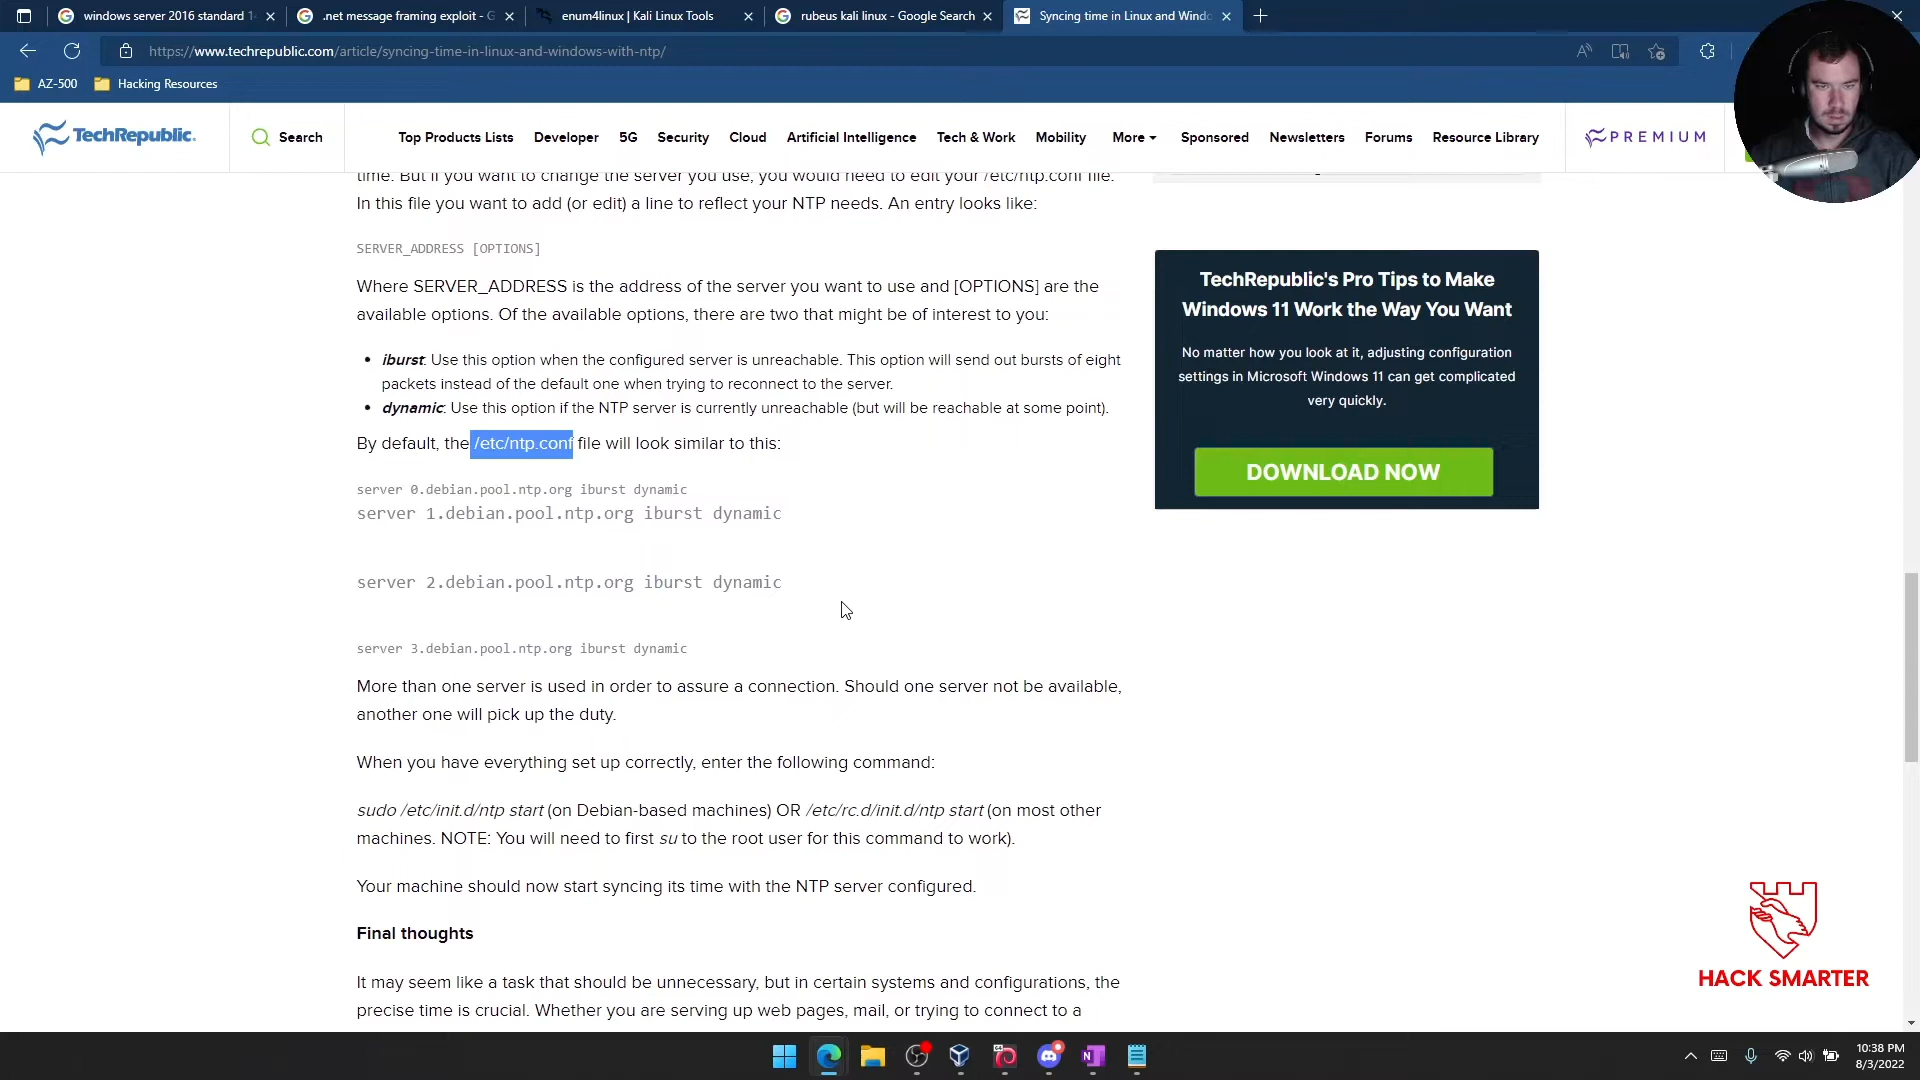 windows server 2016 standard 1
.net message framing exploit - G
enum4linux | Kali Linux Tools
rubeus kali linux - Google Search
Syncing time in Linux and Windo
https://www.techrepublic.com/article/syncing-time-in-linux-and-windows-with-ntp/
AZ-500
Hacking Resources
TechRepublic.
Search
Top Products Lists
Developer
5G
Security
Cloud
Artificial Intelligence
Tech & Work
Mobility
More
Sponsored
Newsletters
Forums
Resource Library
PREMIUM
time. But if you want to change the server you use, you would need to edit your /etc/ntp.conf file.
In this file you want to add (or edit) a line to reflect your NTP needs. An entry looks like:
SERVER_ADDRESS [OPTIONS]
Where SERVER_ADDRESS is the address of the server you want to use and [OPTIONS] are the
available options. Of the available options, there are two that might be of interest to you:
• iburst: Use this option when the configured server is unreachable. This option will send out bursts of eight
packets instead of the default one when trying to reconnect to the server.
• dynamic: Use this option if the NTP server is currently unreachable (but will be reachable at some point).
By default, the /etc/ntp.conf file will look similar to this:
server 0.debian.pool.ntp.org iburst dynamic
server 1.debian.pool.ntp.org iburst dynamic
server 2.debian.pool.ntp.org iburst dynamic
server 3.debian.pool.ntp.org iburst dynamic
More than one server is used in order to assure a connection. Should one server not be available,
another one will pick up the duty.
When you have everything set up correctly, enter the following command:
sudo /etc/init.d/ntp start (on Debian-based machines) OR /etc/rc.d/init.d/ntp start (on most other
machines. NOTE: You will need to first su to the root user for this command to work).
Your machine should now start syncing its time with the NTP server configured.
Final thoughts
It may seem like a task that should be unnecessary, but in certain systems and configurations, the
precise time is crucial. Whether you are serving up web pages, mail, or trying to connect to a
TechRepublic's Pro Tips to Make
Windows 11 Work the Way You Want
No matter how you look at it, adjusting configuration
settings in Microsoft Windows 11 can get complicated
very quickly.
DOWNLOAD NOW
HACK SMARTER
10:38 PM
8/3/2022